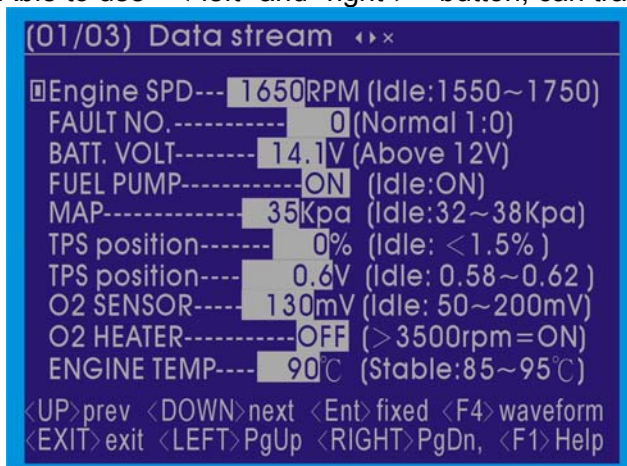 (01/03) Data stream
Engine SPD--- 1650RPM (Idle:1550~1750)
FAULT NO.----------- 0 (Normal 1:0)
BATT. VOLT-------- 14.1V (Above 12V)
FUEL PUMP------------ON (Idle:ON)
MAP------------- 35Kpa (Idle:32~38Kpa)
TPS position------- 0% (Idle: <1.5% )
TPS position---- 0.6V (Idle: 0.58~0.62 )
O2 SENSOR----- 130mV (Idle: 50~200mV)
O2 HEATER-----------OFF (>3500rpm=ON)
ENGINE TEMP---- 90℃ (Stable:85~95℃)
<UP>prev <DOWN>next <Ent>fixed <F4>waveform
<EXIT>exit <LEFT>PgUp <RIGHT>PgDn, <F1>Help